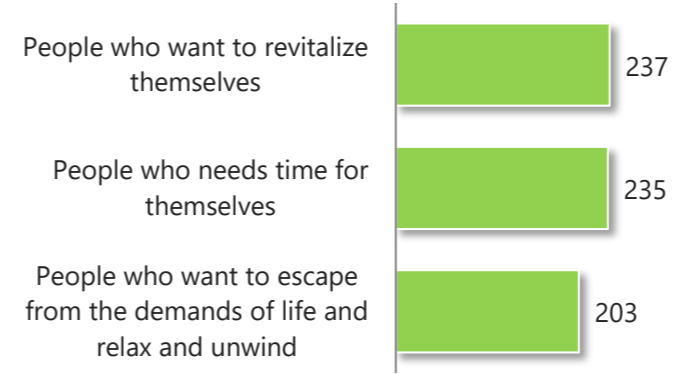 People who want to revitalize
themselves
237
People who needs time for
themselves
235
People who want to escape
from the demands of life and
relax and unwind
203